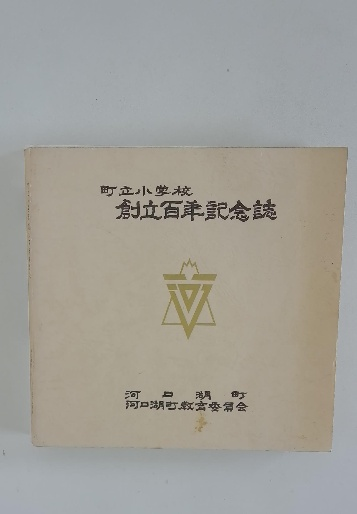 町立小学校
創立百年記念誌
河口湖町
河口湖町教育委員会